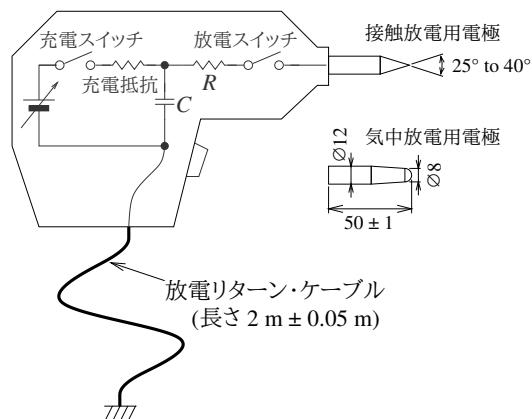 充電スイッチ
充電抵抗
C
R
放電スイッチ
接触放電用電極
25° to 40°
気中放電用電極
∅12
∅8
50 ± 1
放電リターン・ケーブル
(長さ 2 m ± 0.05 m)